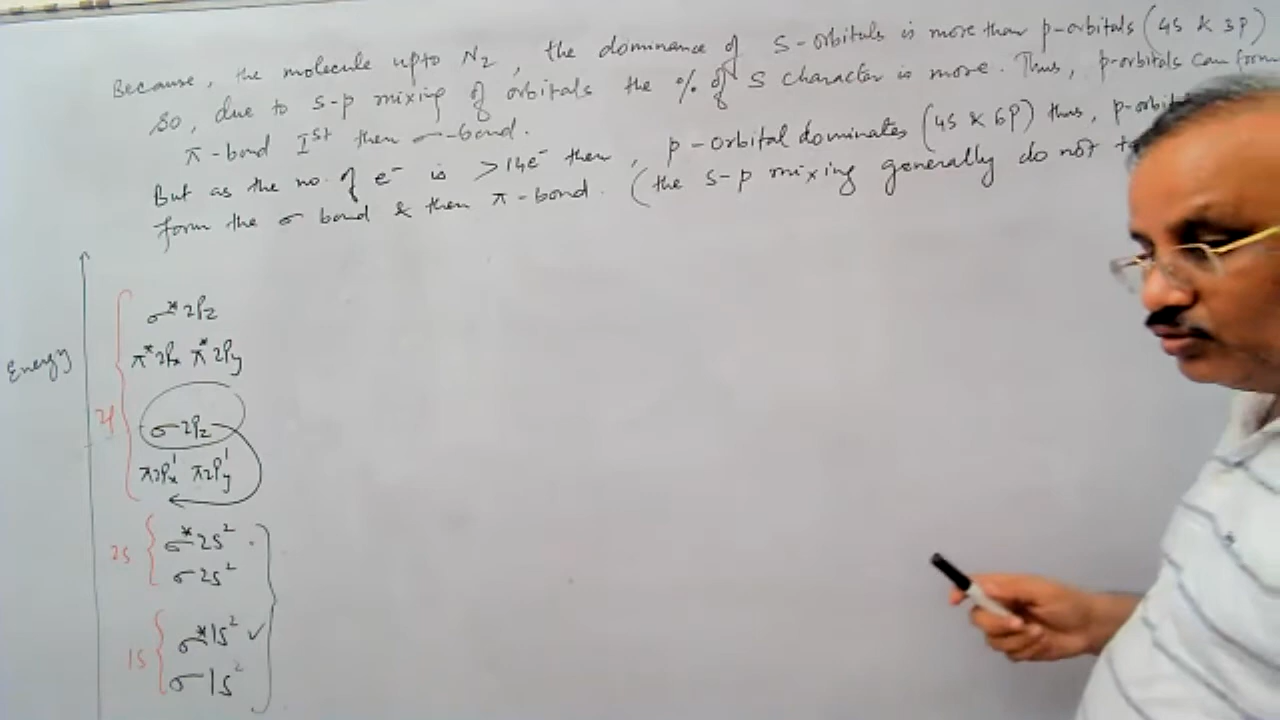 Because, the molecule upto N₂, the dominance of S-orbitals is more than p-orbitals (4S & 3P)
So, due to S-p mixing of orbitals the % of S character is more. Thus, p-orbitals can form
π-bond Iˢᵗ then σ-bond.
But as the no. of e⁻ is >14e⁻ then, p-orbital dominates (4S & 6P) thus, p-orbit
form the σ bond & then π-bond. (the S-p mixing generally do not
Energy
σ*2Pz
π*2Px π*2Py
2p
σ2Pz
π2Px¹ π2Py¹
2s
σ*2S²
σ2S²
1s
σ*1S² ✓
σ1S²